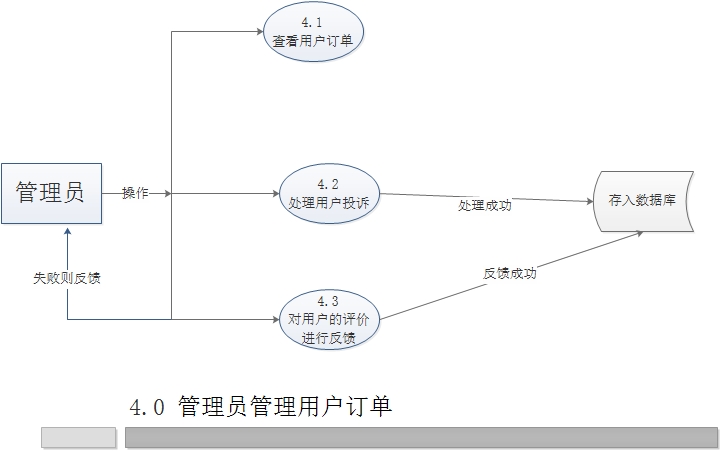 4.1
查看用户订单
管理员
操作
4.2
处理用户投诉
处理成功
存入数据库
失败则反馈
反馈成功
4.3
对用户的评价
进行反馈
4.0 管理员管理用户订单